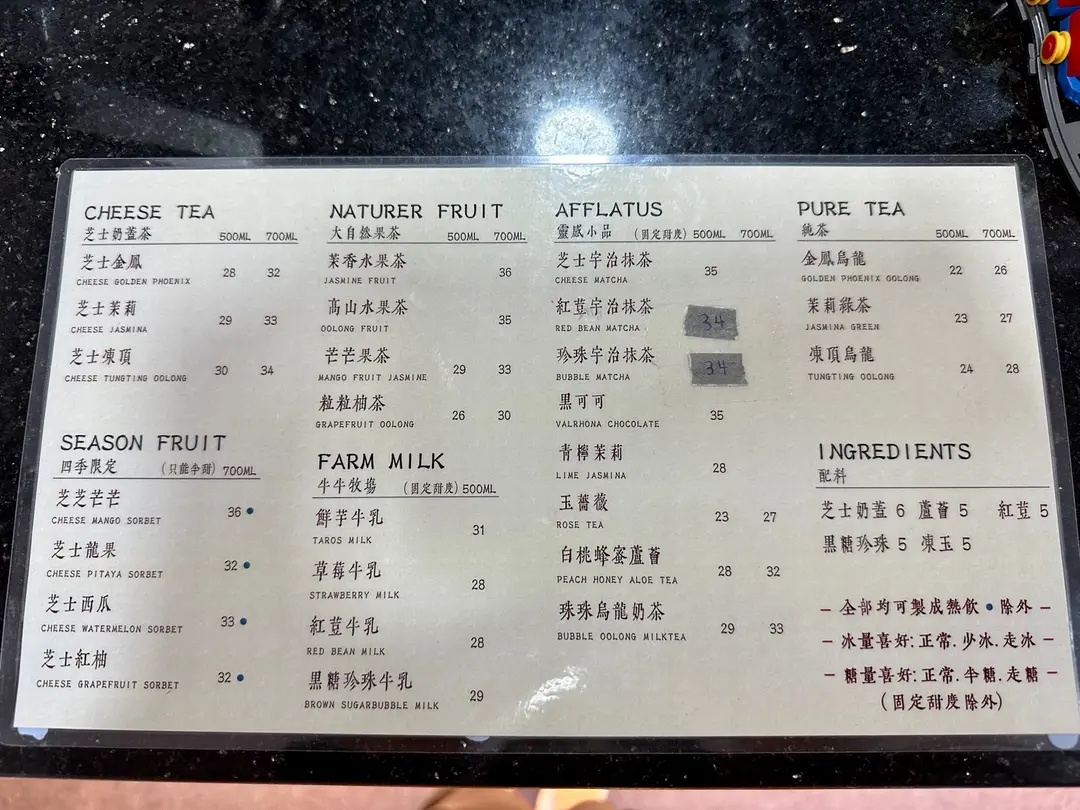 CHEESE TEA
芝士奶蓋茶 500ML 700ML
芝士金鳳 28 32
CHEESE GOLDEN PHOENIX
芝士茉莉 29 33
CHEESE JASMINA
芝士凍頂 30 34
CHEESE TUNGTING OOLONG
SEASON FRUIT
四季限定 (只能半甜) 700ML
芝芝芒芒 36 •
CHEESE MANGO SORBET
芝士龍果 32 •
CHEESE PITAYA SORBET
芝士西瓜 33 •
CHEESE WATERMELON SORBET
芝士紅柚 32 •
CHEESE GRAPEFRUIT SORBET
NATURER FRUIT
大自然果茶 500ML 700ML
茉香水果茶 36
JASMINE FRUIT
高山水果茶 35
OOLONG FRUIT
芒芒果茶 29 33
MANGO FRUIT JASMINE
粒粒柚茶 26 30
GRAPEFRUIT OOLONG
FARM MILK
牛牛牧場 (固定甜度) 500ML
鮮芋牛乳 31
TAROS MILK
草莓牛乳 28
STRAWBERRY MILK
紅荳牛乳 28
RED BEAN MILK
黑糖珍珠牛乳 29
BROWN SUGARBUBBLE MILK
AFFLATUS
靈感小品 (固定甜度) 500ML 700ML
芝士宇治抹茶 35
CHEESE MATCHA
紅荳宇治抹茶 34
RED BEAN MATCHA
珍珠宇治抹茶 34
BUBBLE MATCHA
黑可可 35
VALRHONA CHOCOLATE
青檸茉莉 28
LIME JASMINA
玉薔薇 23 27
ROSE TEA
白桃蜂蜜蘆薈 28 32
PEACH HONEY ALOE TEA
珠珠烏龍奶茶 29 33
BUBBLE OOLONG MILKTEA
PURE TEA
純茶 500ML 700ML
金鳳烏龍 22 26
GOLDEN PHOENIX OOLONG
茉莉綠茶 23 27
JASMINA GREEN
凍頂烏龍 24 28
TUNGTING OOLONG
INGREDIENTS
配料
芝士奶蓋 6 蘆薈 5 紅荳 5
黑糖珍珠 5 凍玉 5
— 全部均可製成熱飲 • 除外 —
— 冰量喜好: 正常. 少冰. 走冰 —
— 糖量喜好: 正常. 半糖. 走糖 —
(固定甜度除外)